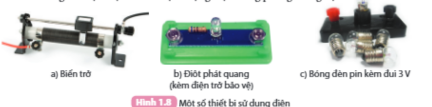 a) Biến trở
b) Điôt phát quang
(kèm điện trở bảo vệ)
c) Bóng đèn pin kèm đui 3 V
Hình 1.8 Một số thiết bị sử dụng điện